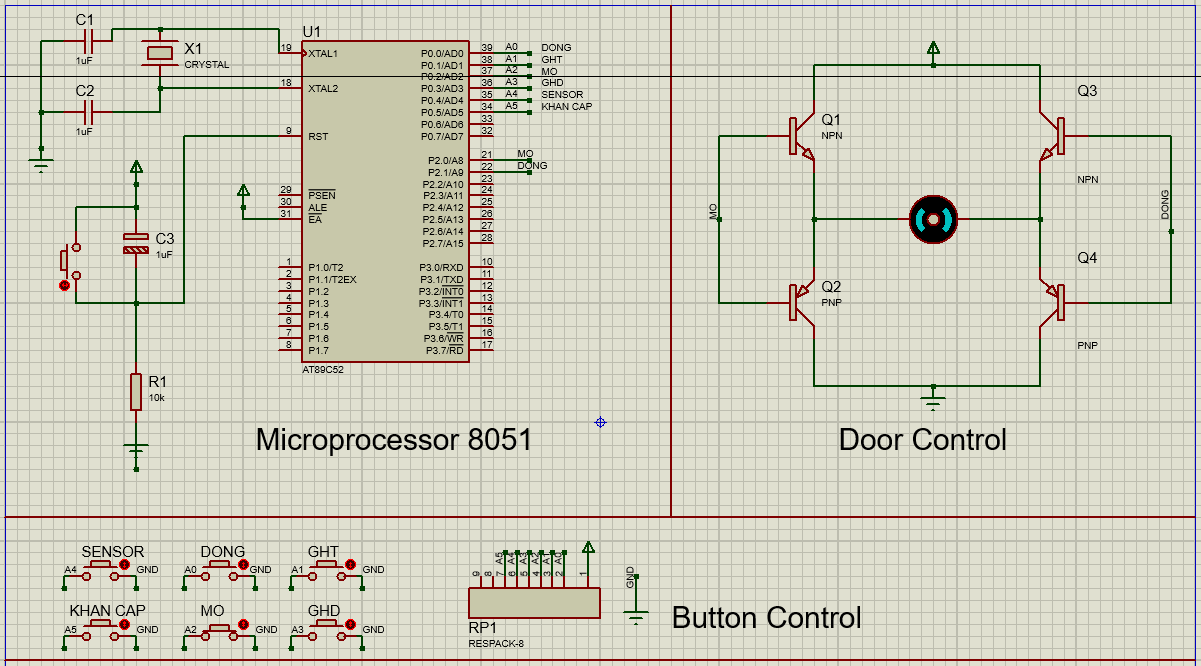 C1
1uF
X1
CRYSTAL
C2
1uF
U1
19 XTAL1
18 XTAL2
9 RST
29 PSEN
30 ALE
31 EA
1 P1.0/T2
2 P1.1/T2EX
3 P1.2
4 P1.3
5 P1.4
6 P1.5
7 P1.6
8 P1.7
P0.0/AD0 39 A0 DONG
P0.1/AD1 38 A1 GHT
P0.2/AD2 37 A2 MO
P0.3/AD3 36 A3 GHD
P0.4/AD4 35 A4 SENSOR
P0.5/AD5 34 A5 KHAN CAP
P0.6/AD6 33
P0.7/AD7 32
P2.0/A8 21 MO
P2.1/A9 22 DONG
P2.2/A10 23
P2.3/A11 24
P2.4/A12 25
P2.5/A13 26
P2.6/A14 27
P2.7/A15 28
P3.0/RXD 10
P3.1/TXD 11
P3.2/INT0 12
P3.3/INT1 13
P3.4/T0 14
P3.5/T1 15
P3.6/WR 16
P3.7/RD 17
AT89C52
C3
1uF
R1
10k
Microprocessor 8051
Q1
NPN
Q3
NPN
MO
DONG
Q2
PNP
Q4
PNP
Door Control
SENSOR
A4 GND
DONG
A0 GND
GHT
A1 GND
KHAN CAP
A5 GND
MO
A2 GND
GHD
A3 GND
A5 A4 A3 A2 A1 A0
9 8 7 6 5 4 3 2 1
RP1
RESPACK-8
GND
Button Control